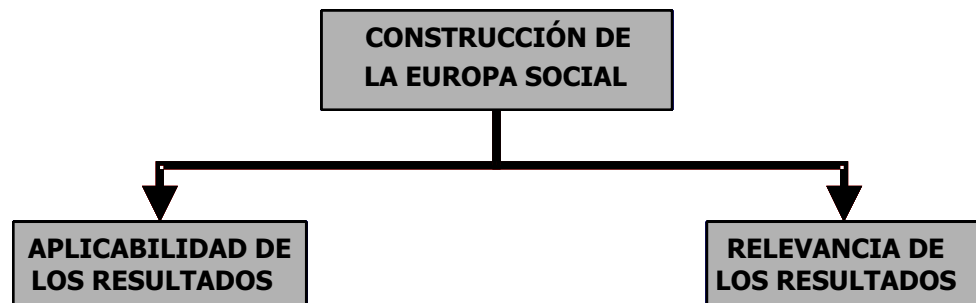 CONSTRUCCIÓN DE
LA EUROPA SOCIAL
APLICABILIDAD DE
LOS RESULTADOS
RELEVANCIA DE
LOS RESULTADOS